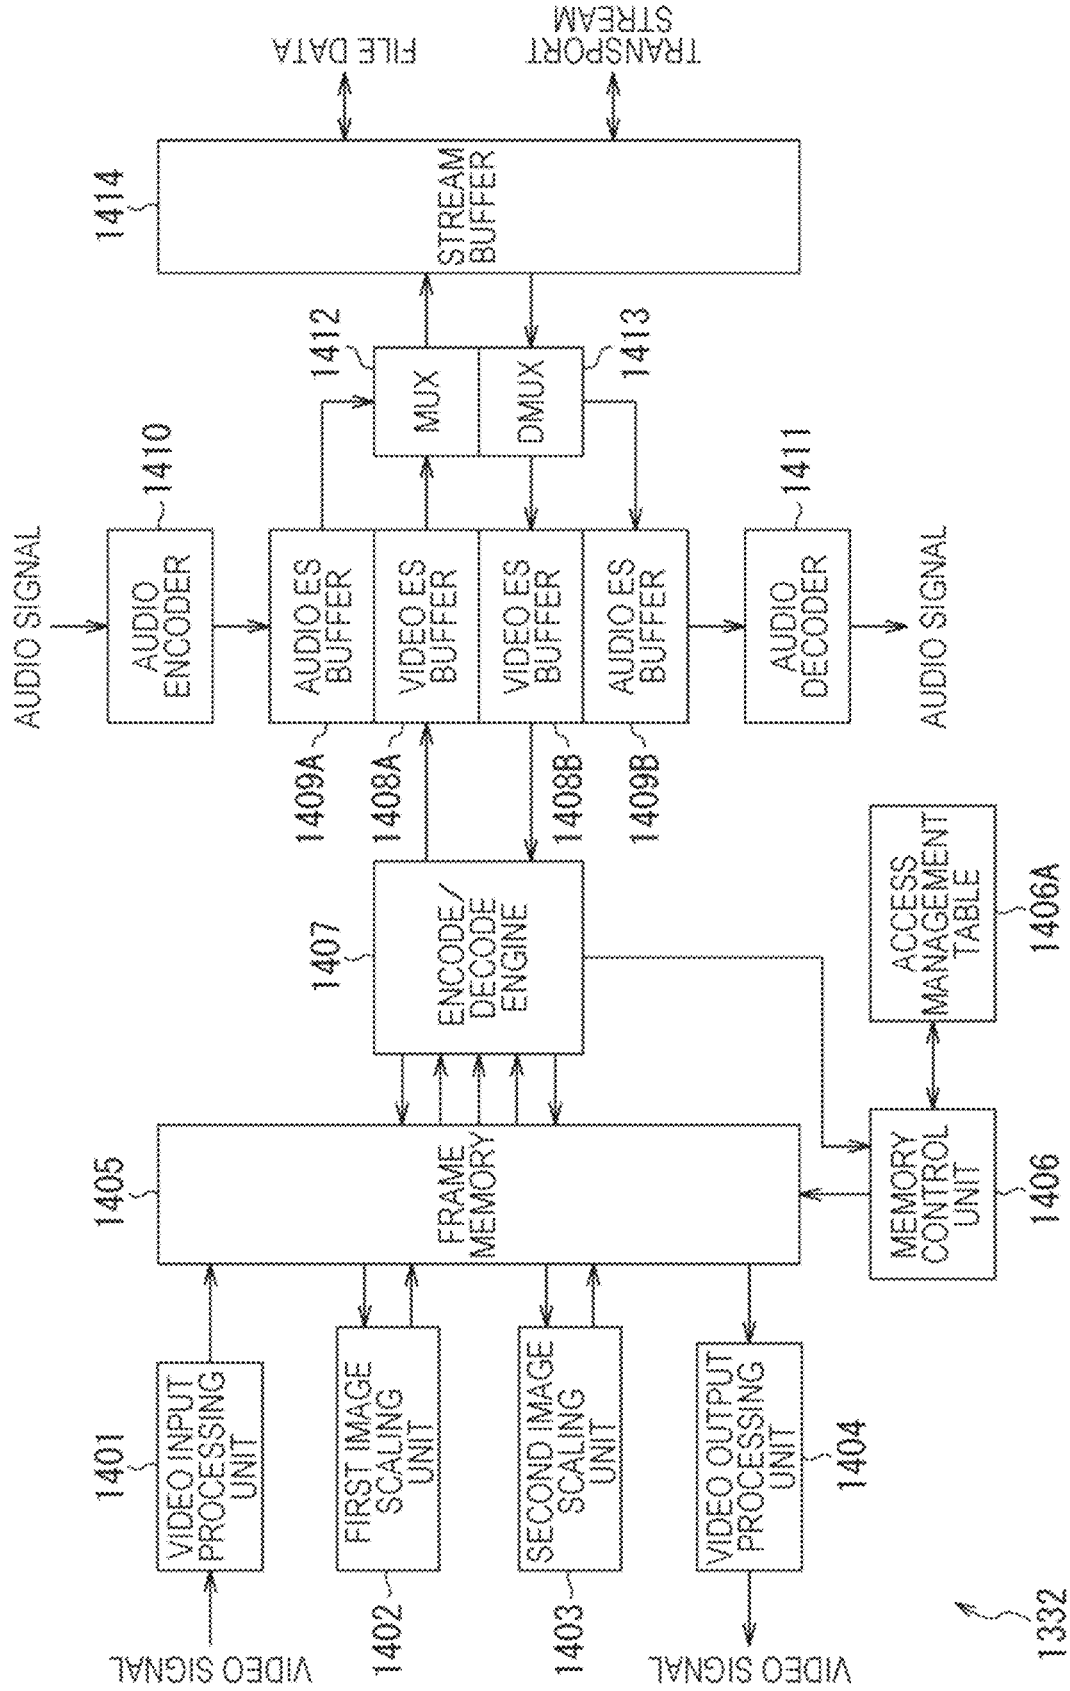 AUDIO SIGNAL
1410
AUDIO
ENCODER
1401
VIDEO SIGNAL
VIDEO INPUT
PROCESSING
UNIT
1405
FRAME
MEMORY
1402
FIRST IMAGE
SCALING
UNIT
1403
SECOND IMAGE
SCALING
UNIT
VIDEO SIGNAL
VIDEO OUTPUT
PROCESSING
UNIT
1404
1407
ENCODE/
DECODE
ENGINE
1409A
AUDIO ES
BUFFER
1408A
VIDEO ES
BUFFER
1408B
VIDEO ES
BUFFER
1409B
AUDIO ES
BUFFER
1412
MUX
DMUX
1413
1414
STREAM
BUFFER
FILE DATA
TRANSPORT
STREAM
MEMORY
CONTROL
UNIT
1406
ACCESS
MANAGEMENT
TABLE
1406A
AUDIO
DECODER
1411
AUDIO SIGNAL
1332